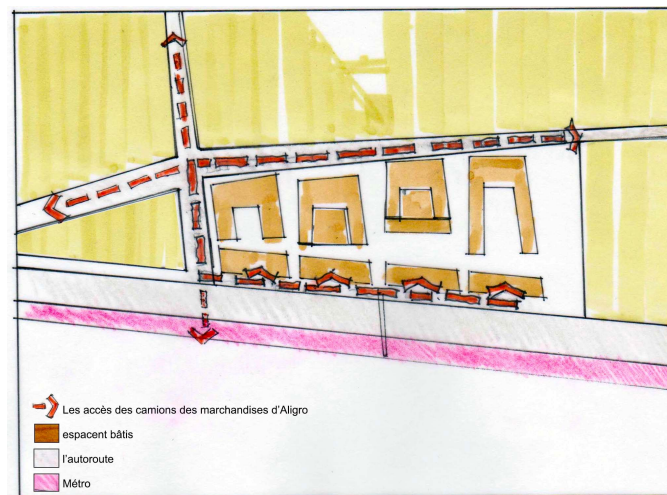 Les accès des camions des marchandises d'Aligro
espacent bâtis
l'autoroute
Métro